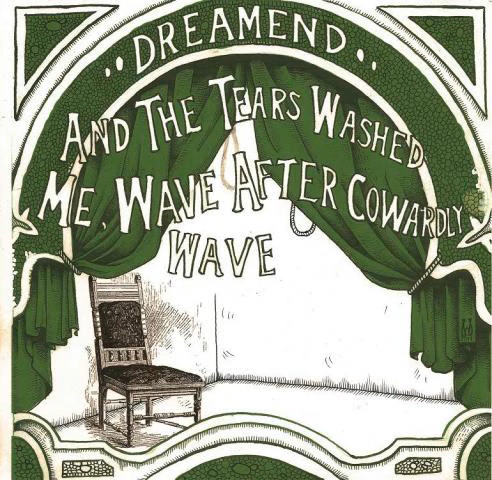 DREAMEND
AND THE TEARS WASHED
ME, WAVE AFTER COWARDLY
WAVE